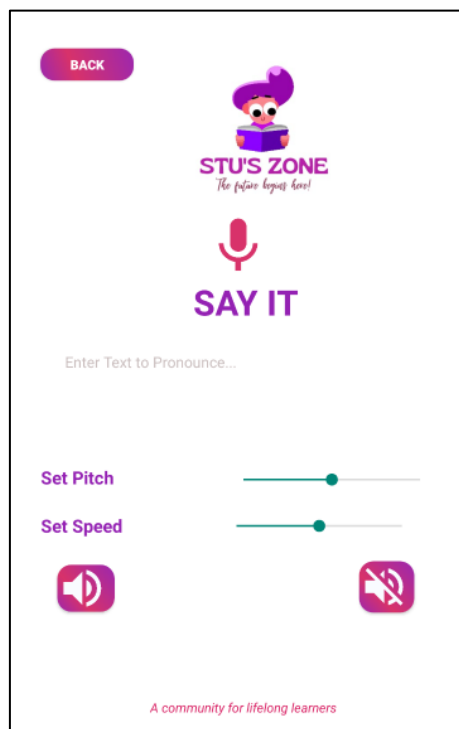 BACK
STU'S ZONE
The future begins here!
SAY IT
Enter Text to Pronounce...
Set Pitch
Set Speed
A community for lifelong learners